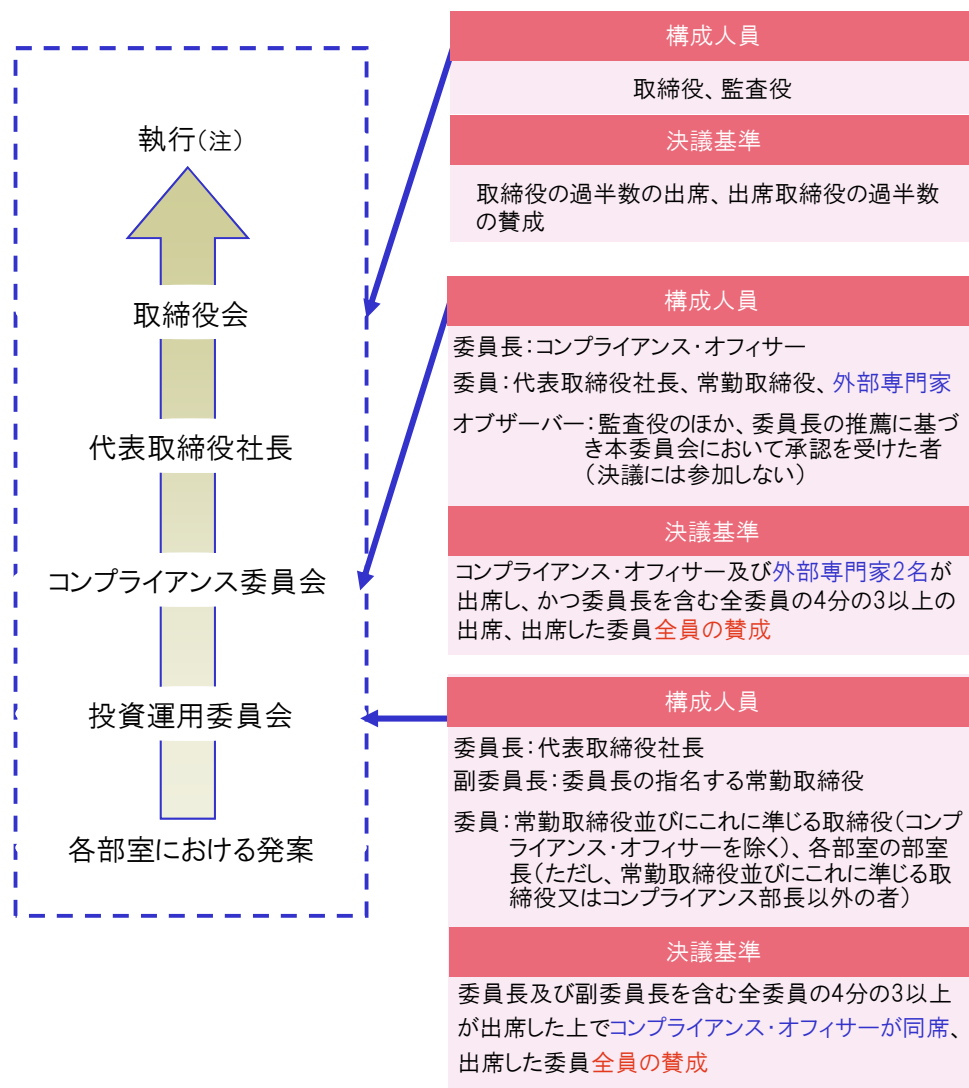 執行(注)
取締役会
代表取締役社長
コンプライアンス委員会
投資運用委員会
各部室における発案
構成人員
取締役、監査役
決議基準
取締役の過半数の出席、出席取締役の過半数
の賛成
構成人員
委員長:コンプライアンス・オフィサー
委員:代表取締役社長、常勤取締役、外部専門家
オブザーバー:監査役のほか、委員長の推薦に基づ
き本委員会において承認を受けた者
(決議には参加しない)
決議基準
コンプライアンス・オフィサー及び外部専門家2名が
出席し、かつ委員長を含む全委員の4分の3以上の
出席、出席した委員全員の賛成
構成人員
委員長:代表取締役社長
副委員長:委員長の指名する常勤取締役
委員:常勤取締役並びにこれに準じる取締役(コンプ
ライアンス・オフィサーを除く)、各部室の部室
長(ただし、常勤取締役並びにこれに準じる取
締役又はコンプライアンス部長以外の者)
決議基準
委員長及び副委員長を含む全委員の4分の3以上
が出席した上でコンプライアンス・オフィサーが同席、
出席した委員全員の賛成